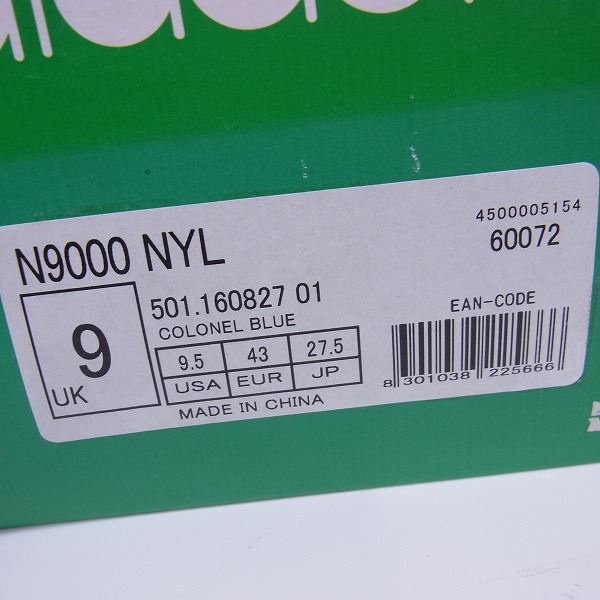 N9000 NYL
4500005154
60072
9
UK
501.160827 01
COLONEL BLUE
9.5 43 27.5
USA EUR JP
MADE IN CHINA
EAN-CODE
8 301038 225666